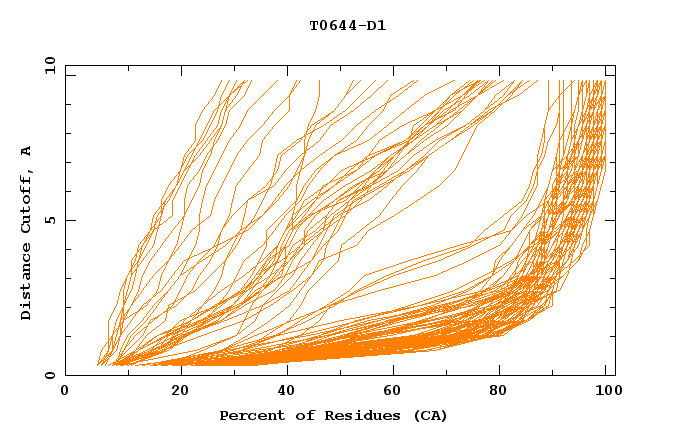 T0644-D1
10
5
0
Distance Cutoff, A
0 20 40 60 80 100
Percent of Residues (CA)